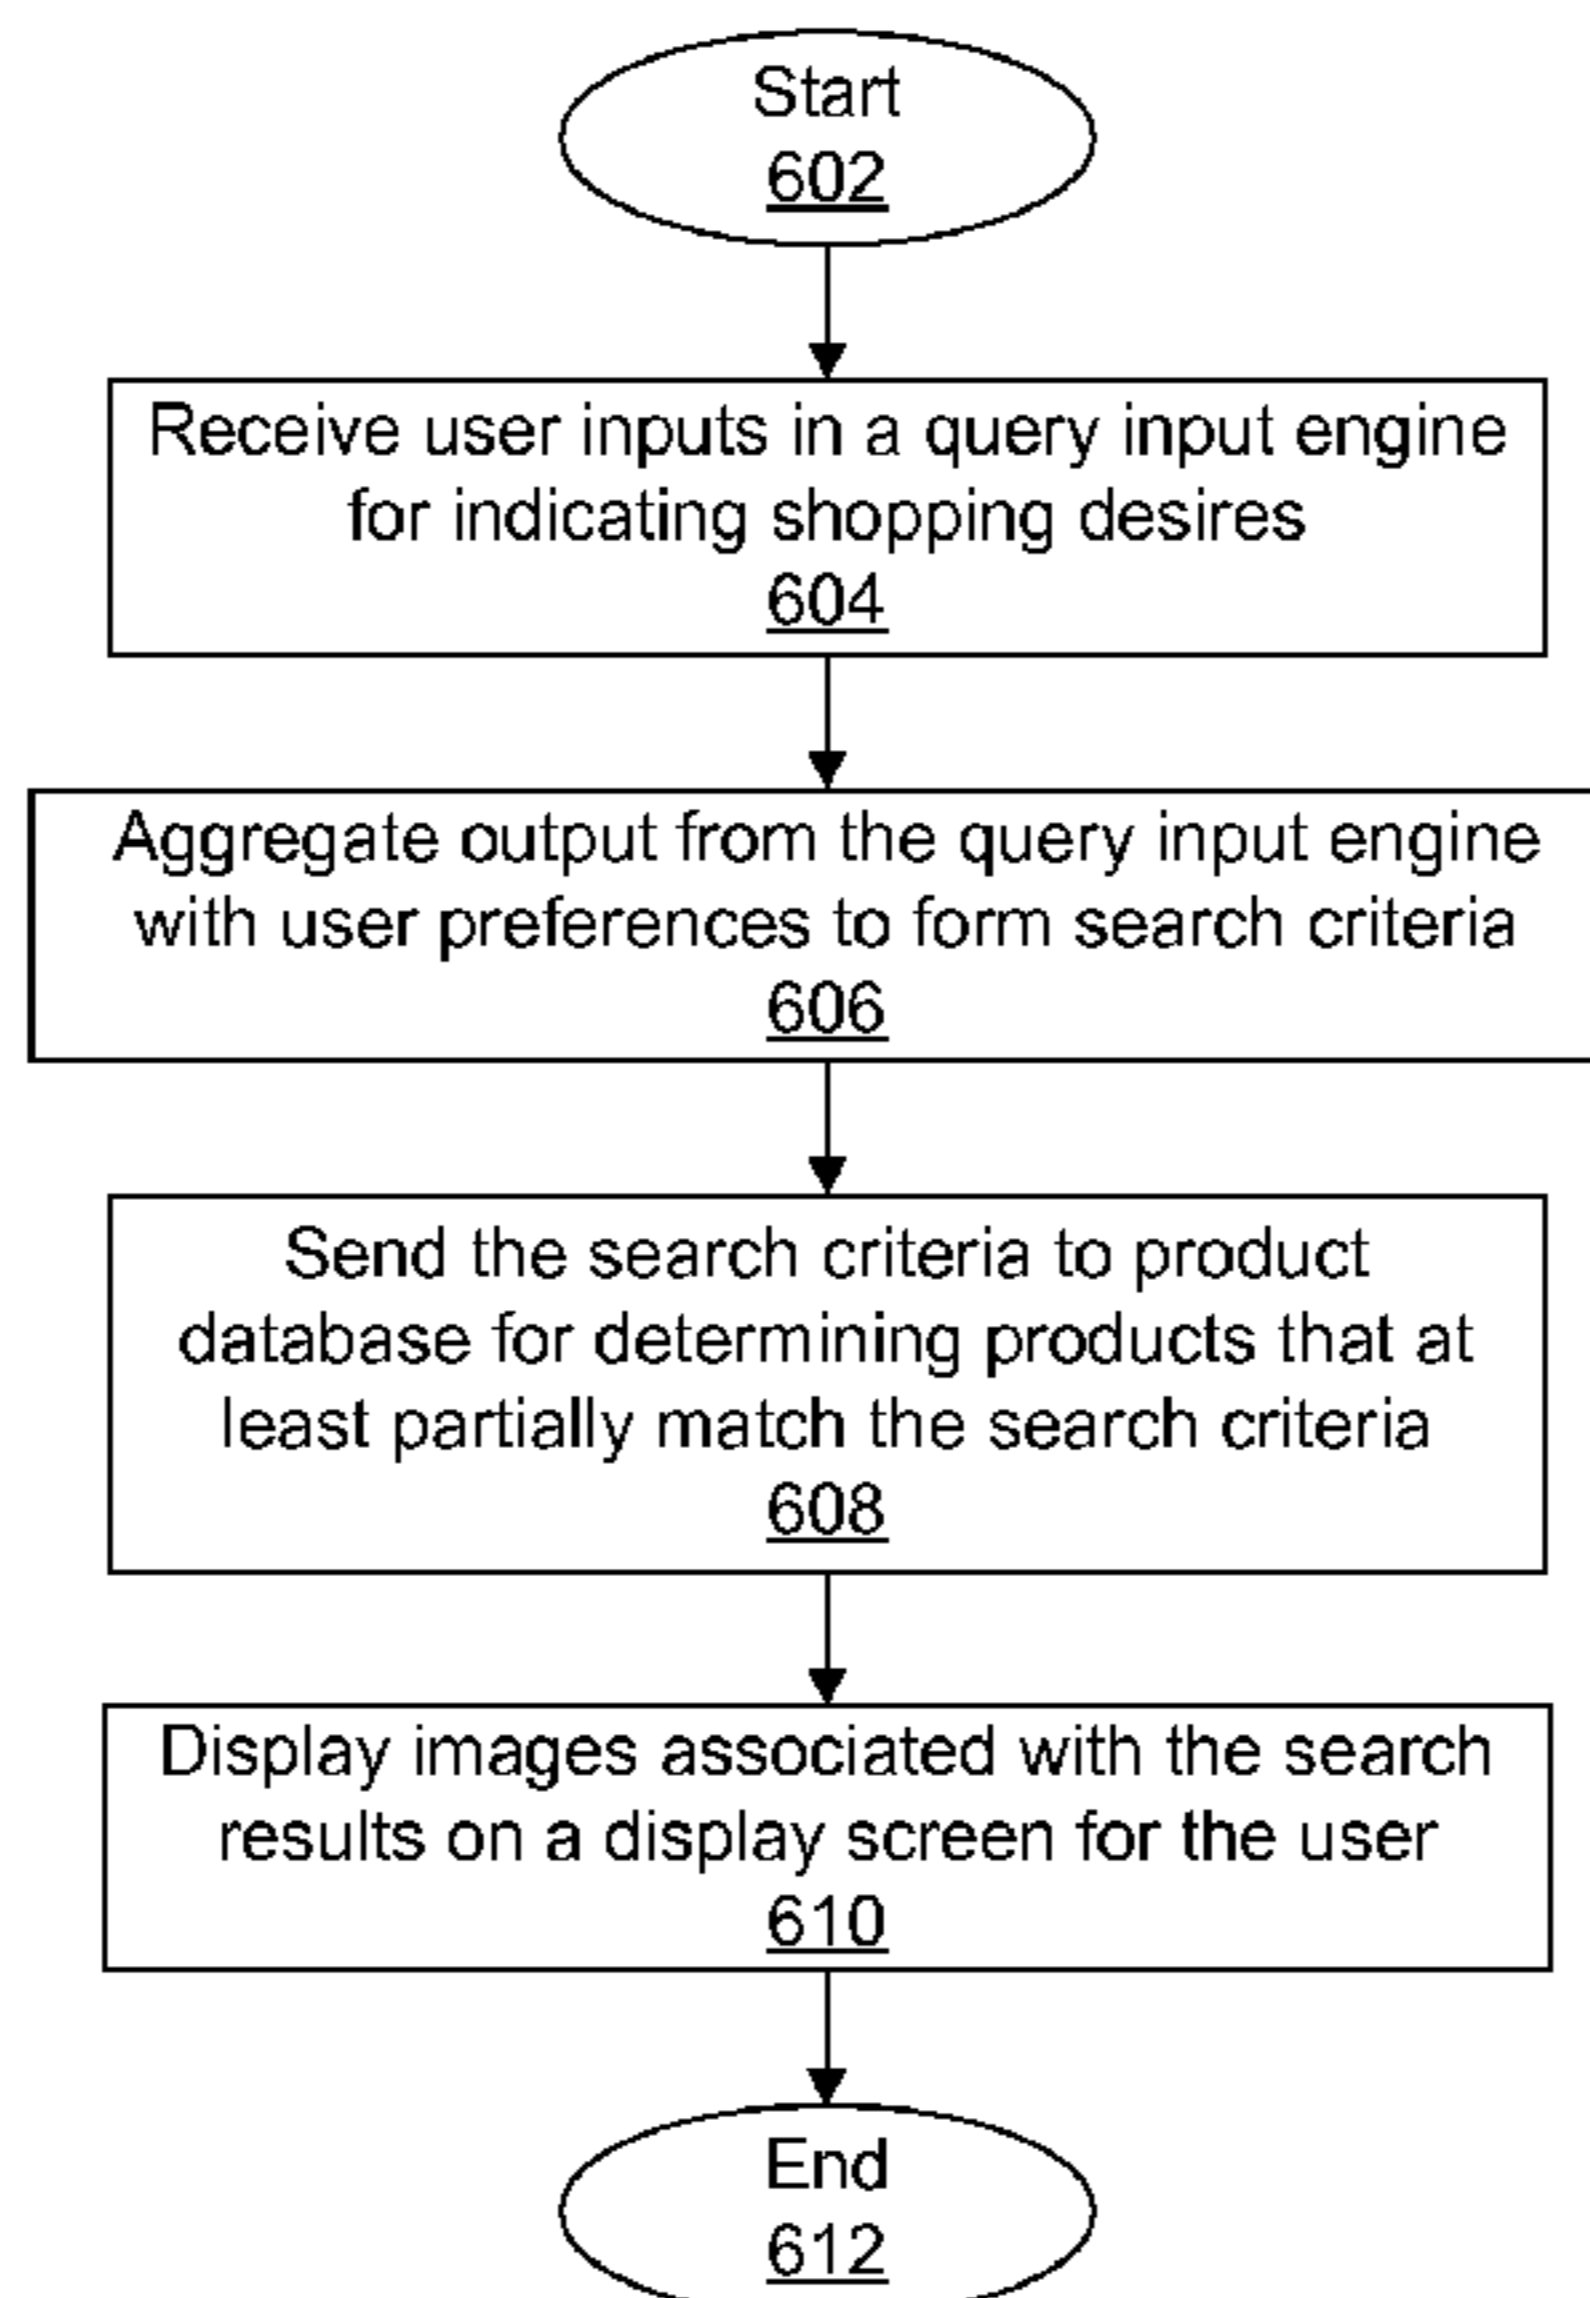 Start
602
Receive user inputs in a query input engine
for indicating shopping desires
604
Aggregate output from the query input engine
with user preferences to form search criteria
606
Send the search criteria to product
database for determining products that at
least partially match the search criteria
608
Display images associated with the search
results on a display screen for the user
610
End
612